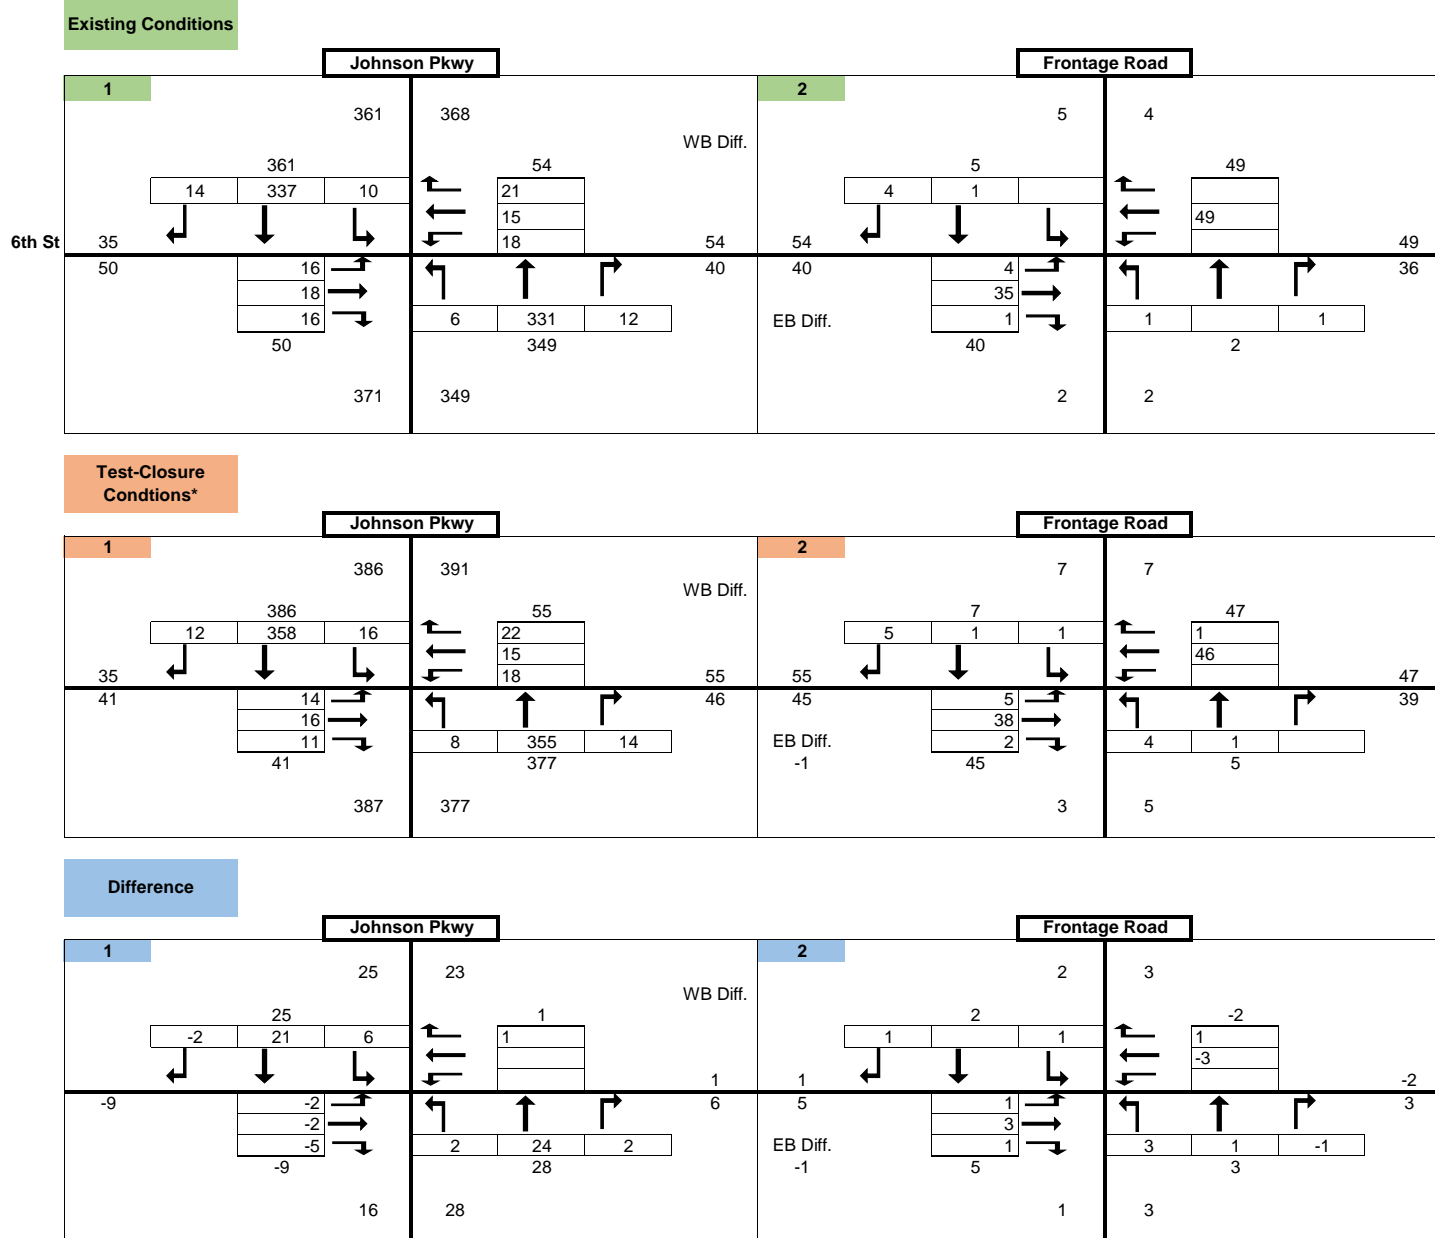 Existing Conditions
Johnson Pkwy Frontage Road
1 2
361 368 5 4
WB Diff.
361 54 5 49
14 337 10 21 4 1
15 49
6th St 35 18 54 54 49
50 16 40 40 4 36
18 35
16 6 331 12 EB Diff. 1 1 1
50 349 40 2
371 349 2 2
Test-Closure
Condtions*
Johnson Pkwy Frontage Road
1 2
386 391 7 7
WB Diff.
386 55 7 47
12 358 16 22 5 1 1 1
15 46
35 18 55 55 47
41 14 46 45 5 39
16 38
11 8 355 14 EB Diff. 2 4 1
41 377 -1 45 5
387 377 3 5
Difference
Johnson Pkwy Frontage Road
1 2
25 23 2 3
WB Diff.
25 1 2 -2
-2 21 6 1 1 1 1
-3
1 1 -2
-9 -2 6 5 1 3
-2 3
-5 2 24 2 EB Diff. 1 3 1 -1
-9 28 -1 5 3
16 28 1 3